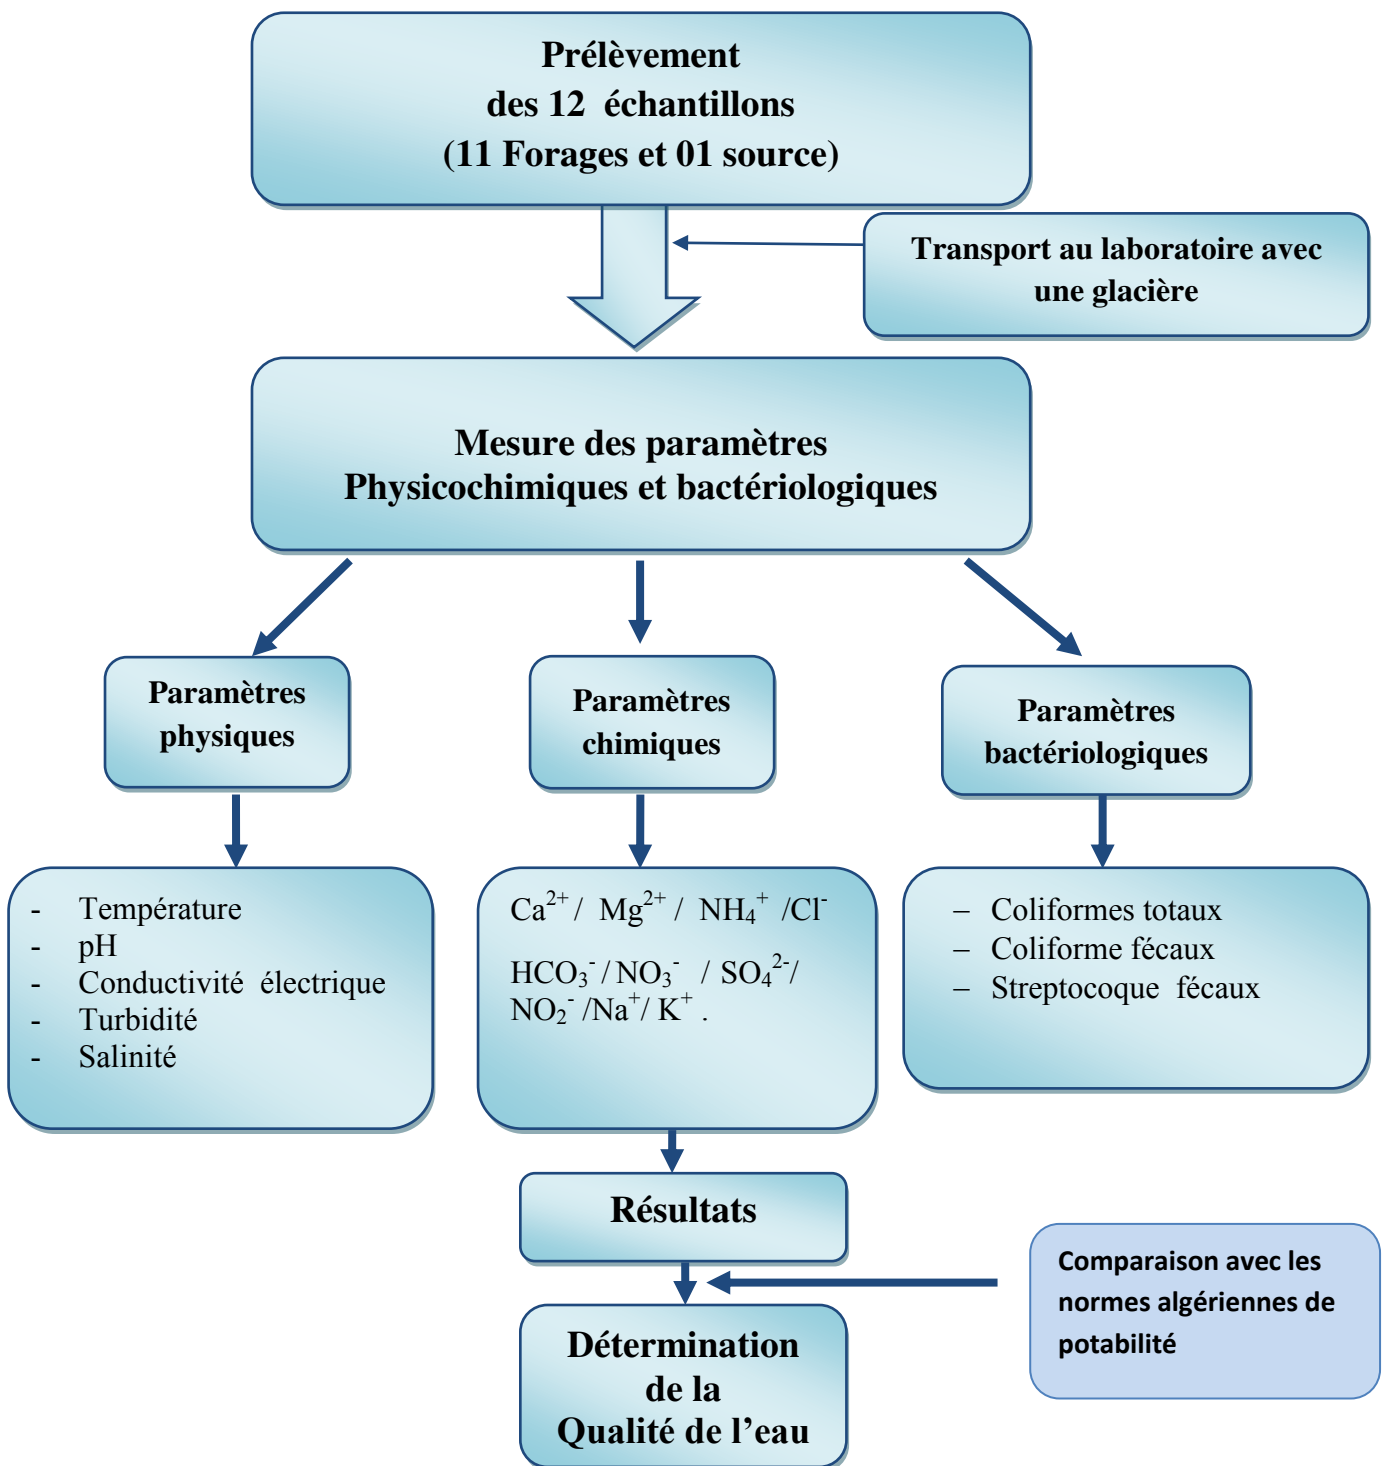 Prélèvement
des 12 échantillons
(11 Forages et 01 source)
Transport au laboratoire avec
une glacière
Mesure des paramètres
Physicochimiques et bactériologiques
Paramètres
physiques
Paramètres
chimiques
Paramètres
bactériologiques
- Température
- pH
- Conductivité électrique
- Turbidité
- Salinité
Ca²⁺ / Mg²⁺ / NH₄⁺ /Cl⁻
HCO₃⁻ / NO₃⁻ / SO₄²⁻/
NO₂⁻ /Na⁺/ K⁺ .
– Coliformes totaux
– Coliforme fécaux
– Streptocoque fécaux
Résultats
Comparaison avec les
normes algériennes de
potabilité
Détermination
de la
Qualité de l’eau